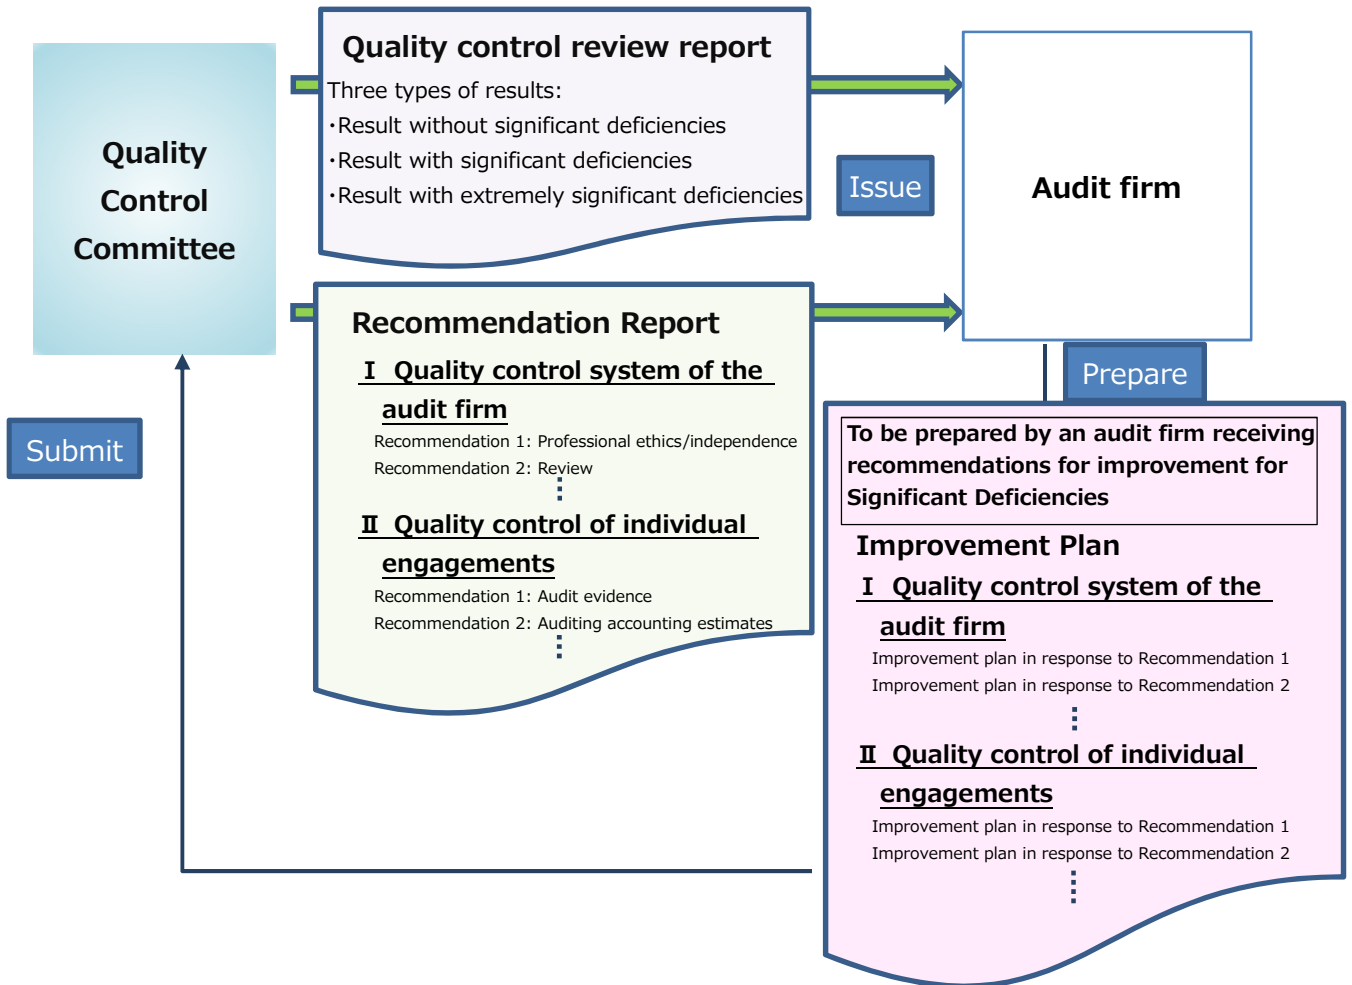 Quality
Control
Committee
Quality control review report
Three types of results:
・Result without significant deficiencies
・Result with significant deficiencies
・Result with extremely significant deficiencies
Issue
Audit firm
Recommendation Report
Ⅰ Quality control system of the
audit firm
Recommendation 1: Professional ethics/independence
Recommendation 2: Review
Ⅱ Quality control of individual
engagements
Recommendation 1: Audit evidence
Recommendation 2: Auditing accounting estimates
Submit
Prepare
To be prepared by an audit firm receiving
recommendations for improvement for
Significant Deficiencies
Improvement Plan
Ⅰ Quality control system of the
audit firm
Improvement plan in response to Recommendation 1
Improvement plan in response to Recommendation 2
Ⅱ Quality control of individual
engagements
Improvement plan in response to Recommendation 1
Improvement plan in response to Recommendation 2